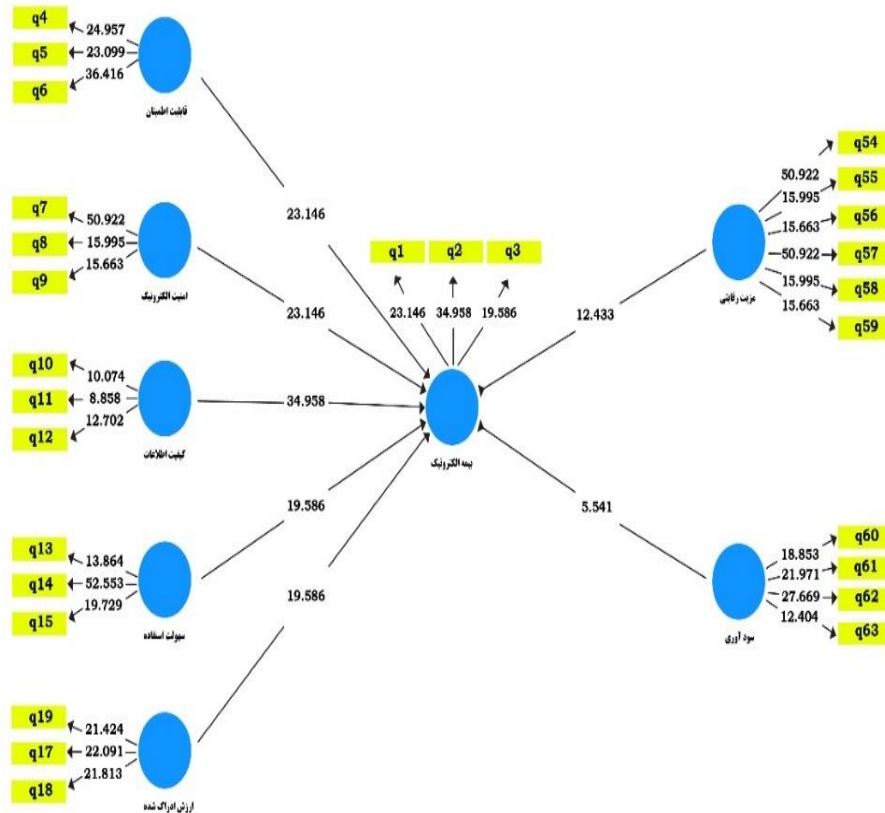 q4
24.957
q5
23.099
q6
36.416
قابلیت اطمینان
23.146
q7
50.922
q8
15.995
q9
15.663
امنیت الکترونیک
23.146
q10
10.074
q11
8.858
q12
12.702
کیفیت اطلاعات
34.958
q13
13.864
q14
52.553
q15
19.729
سهولت استفاده
19.586
q19
21.424
q17
22.091
q18
21.813
ارزش ادراک شده
19.586
q1
q2
q3
23.146
34.958
19.586
بیمه الکترونیک
q54
50.922
q55
15.995
q56
15.663
q57
50.922
q58
15.995
q59
15.663
مزیت رقابتی
12.433
q60
18.853
q61
21.971
q62
27.669
q63
12.404
سود آوری
5.541